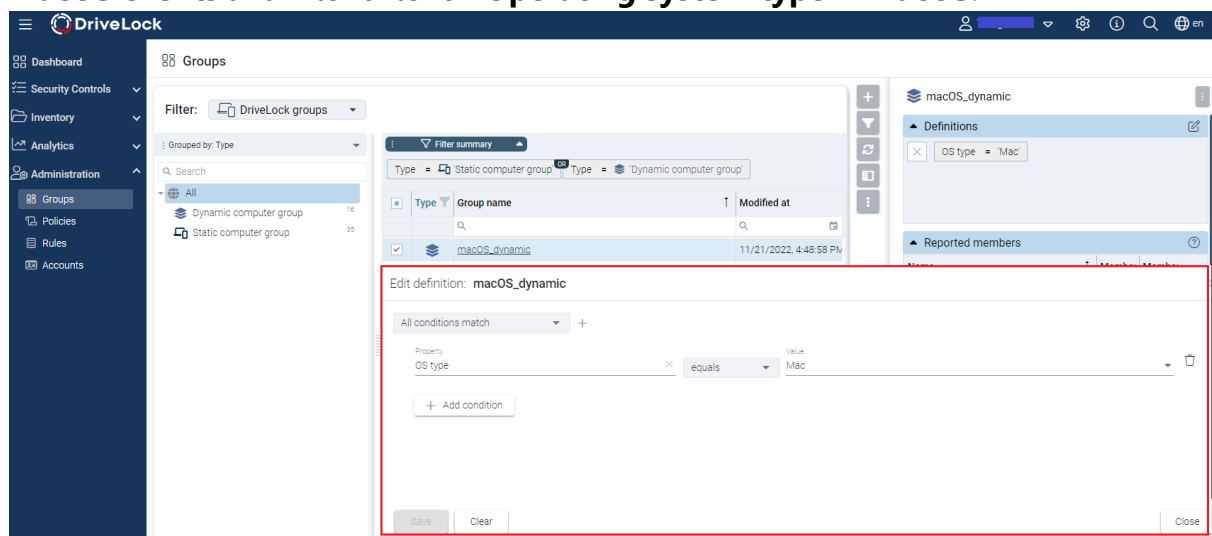 DriveLock
en
Dashboard
Security Controls
Inventory
Analytics
Administration
Groups
Policies
Rules
Accounts
Groups
Filter: DriveLock groups
Grouped by: Type
Search
All
Dynamic computer group 16
Static computer group 35
Filter summary
Type = 'Static computer group' OR Type = 'Dynamic computer group'
Type Group name Modified at
macOS_dynamic 11/21/2022, 4:48:58 PM
macOS_dynamic
Definitions
OS type = 'Mac'
Reported members
Edit definition: macOS_dynamic
All conditions match
Property Value
OS type equals Mac
+ Add condition
Save Clear Close